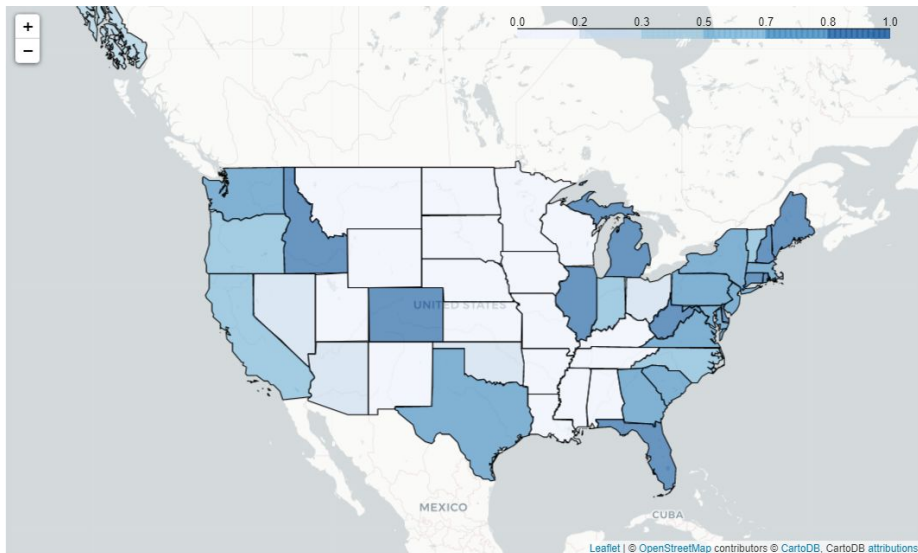 +
−
0.0 0.2 0.3 0.5 0.7 0.8 1.0
UNITED STATES
MEXICO
CUBA
Leaflet | © OpenStreetMap contributors © CartoDB, CartoDB attributions